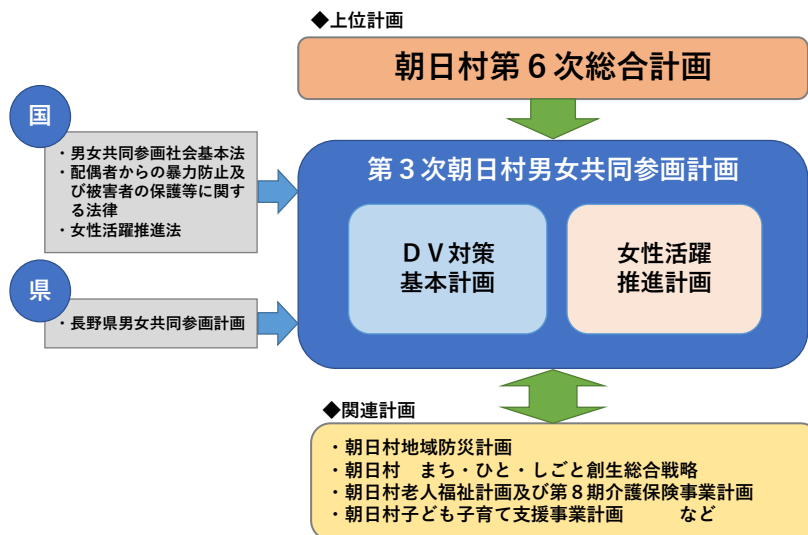 ◆上位計画
朝日村第６次総合計画
国
・男女共同参画社会基本法
・配偶者からの暴力防止及
び被害者の保護等に関す
る法律
・女性活躍推進法
県
・長野県男女共同参画計画
第３次朝日村男女共同参画計画
ＤＶ対策
基本計画
女性活躍
推進計画
◆関連計画
・朝日村地域防災計画
・朝日村　まち・ひと・しごと創生総合戦略
・朝日村老人福祉計画及び第８期介護保険事業計画
・朝日村子ども子育て支援事業計画　　　など